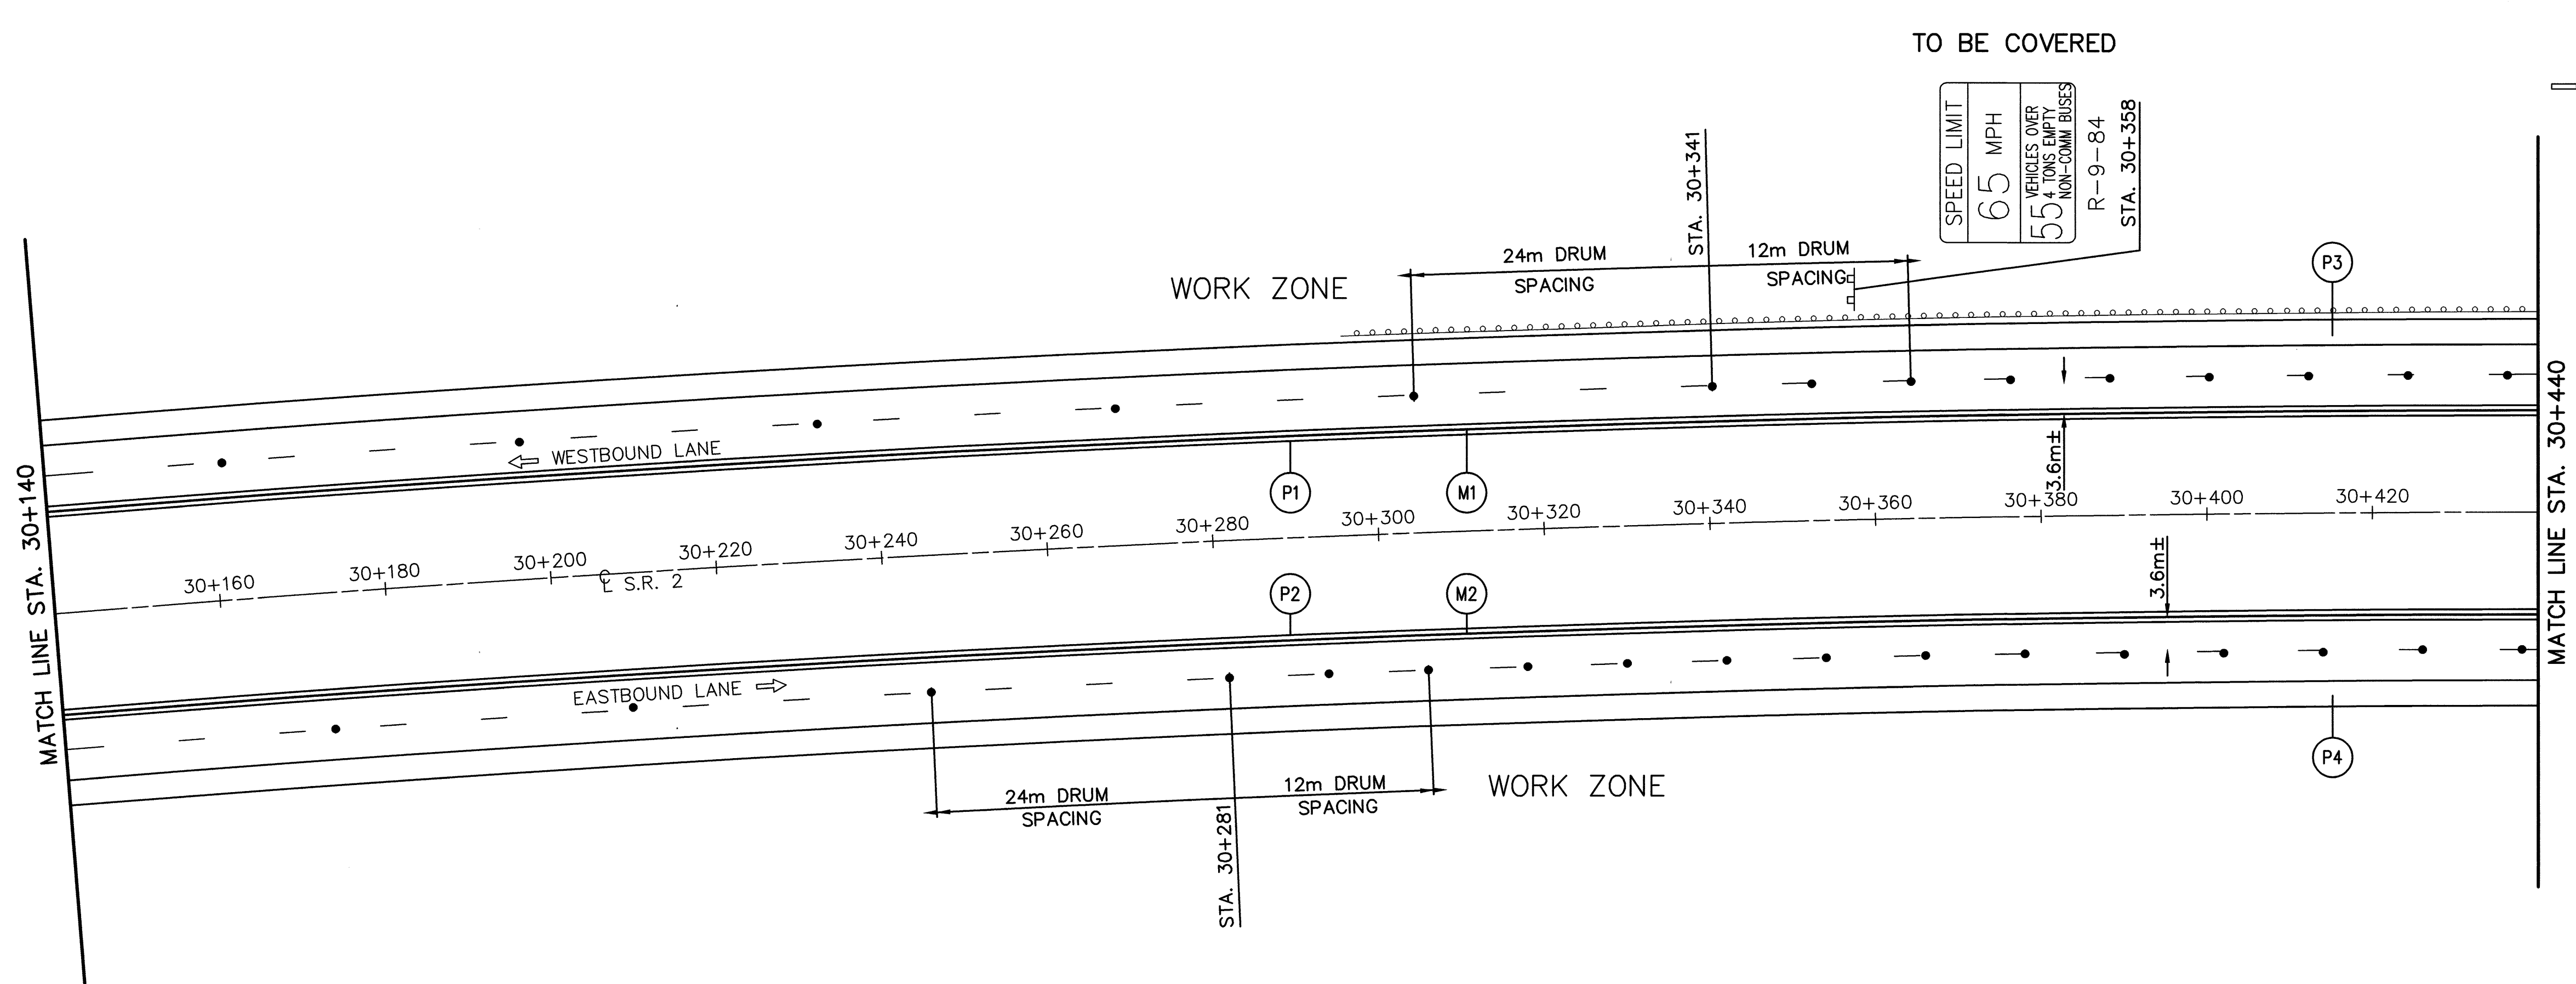 TO BE COVERED
SPEED LIMIT
65 MPH
55 VEHICLES OVER
4 TONS EMPTY
NON-COMM BUSES
R-9-84
STA. 30+358
STA. 30+341
24m DRUM
SPACING
12m DRUM
SPACING
WORK ZONE
P3
WESTBOUND LANE
P1
M1
3.6m±
MATCH LINE STA. 30+140
MATCH LINE STA. 30+440
30+160
30+180
30+200
30+220
30+240
30+260
30+280
30+300
30+320
30+340
30+360
30+380
30+400
30+420
℄ S.R. 2
P2
M2
3.6m±
EASTBOUND LANE
24m DRUM
SPACING
12m DRUM
SPACING
WORK ZONE
P4
STA. 30+281